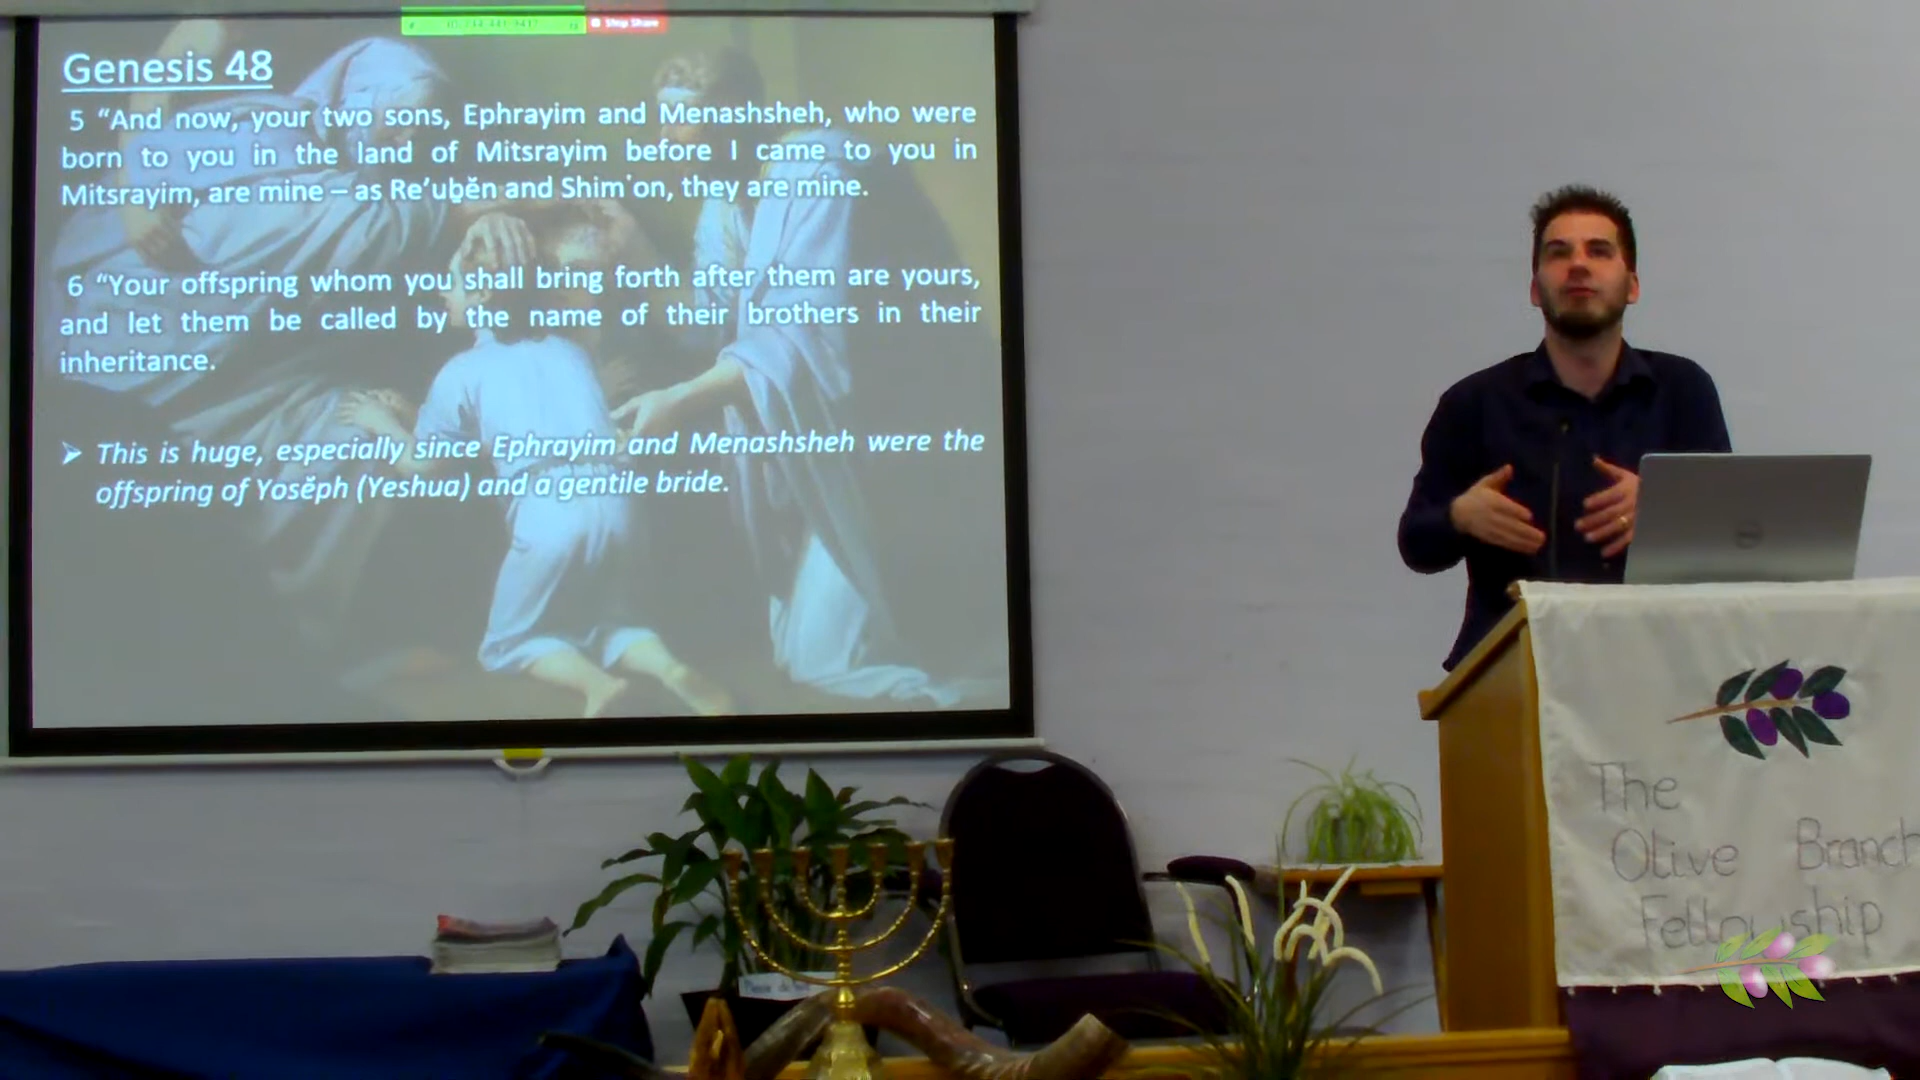 Stop Share
Genesis 48
5 “And now, your two sons, Ephrayim and Menashsheh, who were
born to you in the land of Mitsrayim before I came to you in
Mitsrayim, are mine – as Re’uḇĕn and Shim‛on, they are mine.
6 “Your offspring whom you shall bring forth after them are yours,
and let them be called by the name of their brothers in their
inheritance.
➤ This is huge, especially since Ephrayim and Menashsheh were the
offspring of Yosĕph (Yeshua) and a gentile bride.
The
Olive Branch
Fellowship